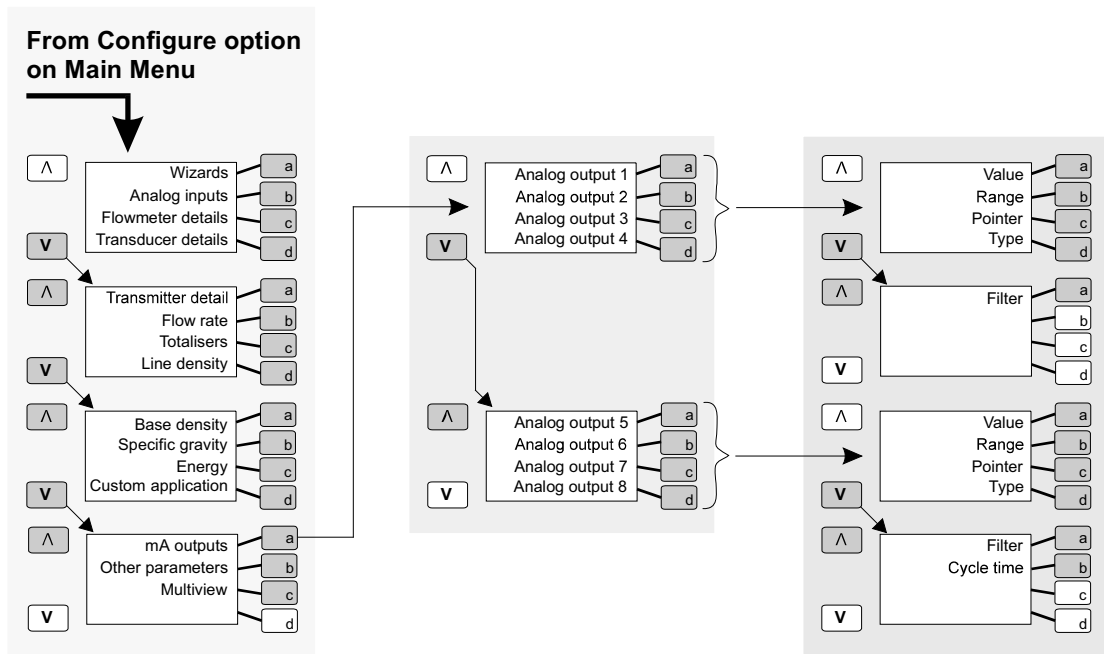 From Configure option
on Main Menu
Λ
Wizards a
Analog inputs b
Flowmeter details c
Transducer details d
V
Λ
Transmitter detail a
Flow rate b
Totalisers c
Line density d
V
Λ
Base density a
Specific gravity b
Energy c
Custom application d
V
Λ
mA outputs a
Other parameters b
Multiview c
d
V
Λ
Analog output 1 a
Analog output 2 b
Analog output 3 c
Analog output 4 d
V
Λ
Analog output 5 a
Analog output 6 b
Analog output 7 c
Analog output 8 d
V
Λ
Value a
Range b
Pointer c
Type d
V
Λ
Filter a
b
c
d
V
Λ
Value a
Range b
Pointer c
Type d
V
Λ
Filter a
Cycle time b
c
d
V